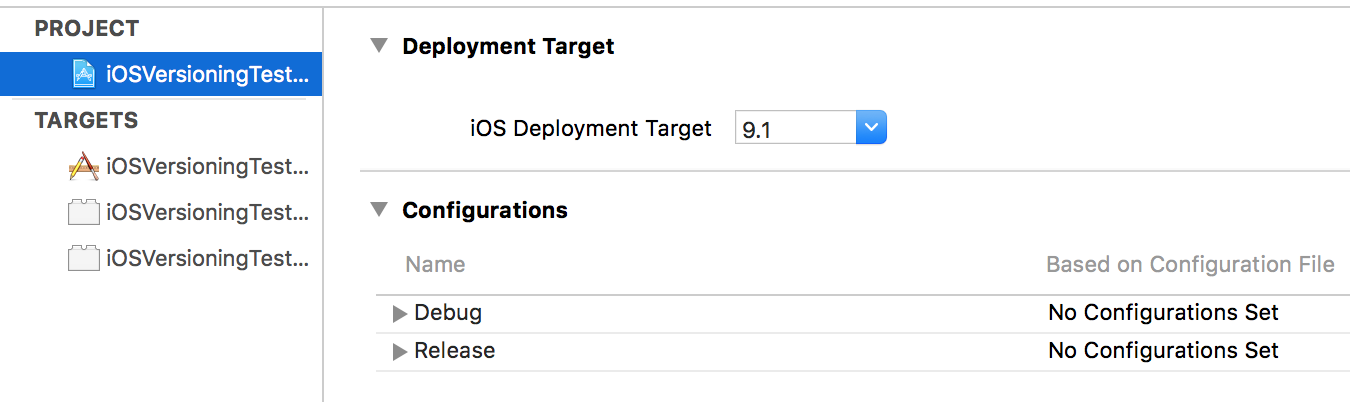 PROJECT
iOSVersioningTest...
TARGETS
iOSVersioningTest...
iOSVersioningTest...
iOSVersioningTest...
Deployment Target
iOS Deployment Target 9.1
Configurations
Name Based on Configuration File
Debug No Configurations Set
Release No Configurations Set